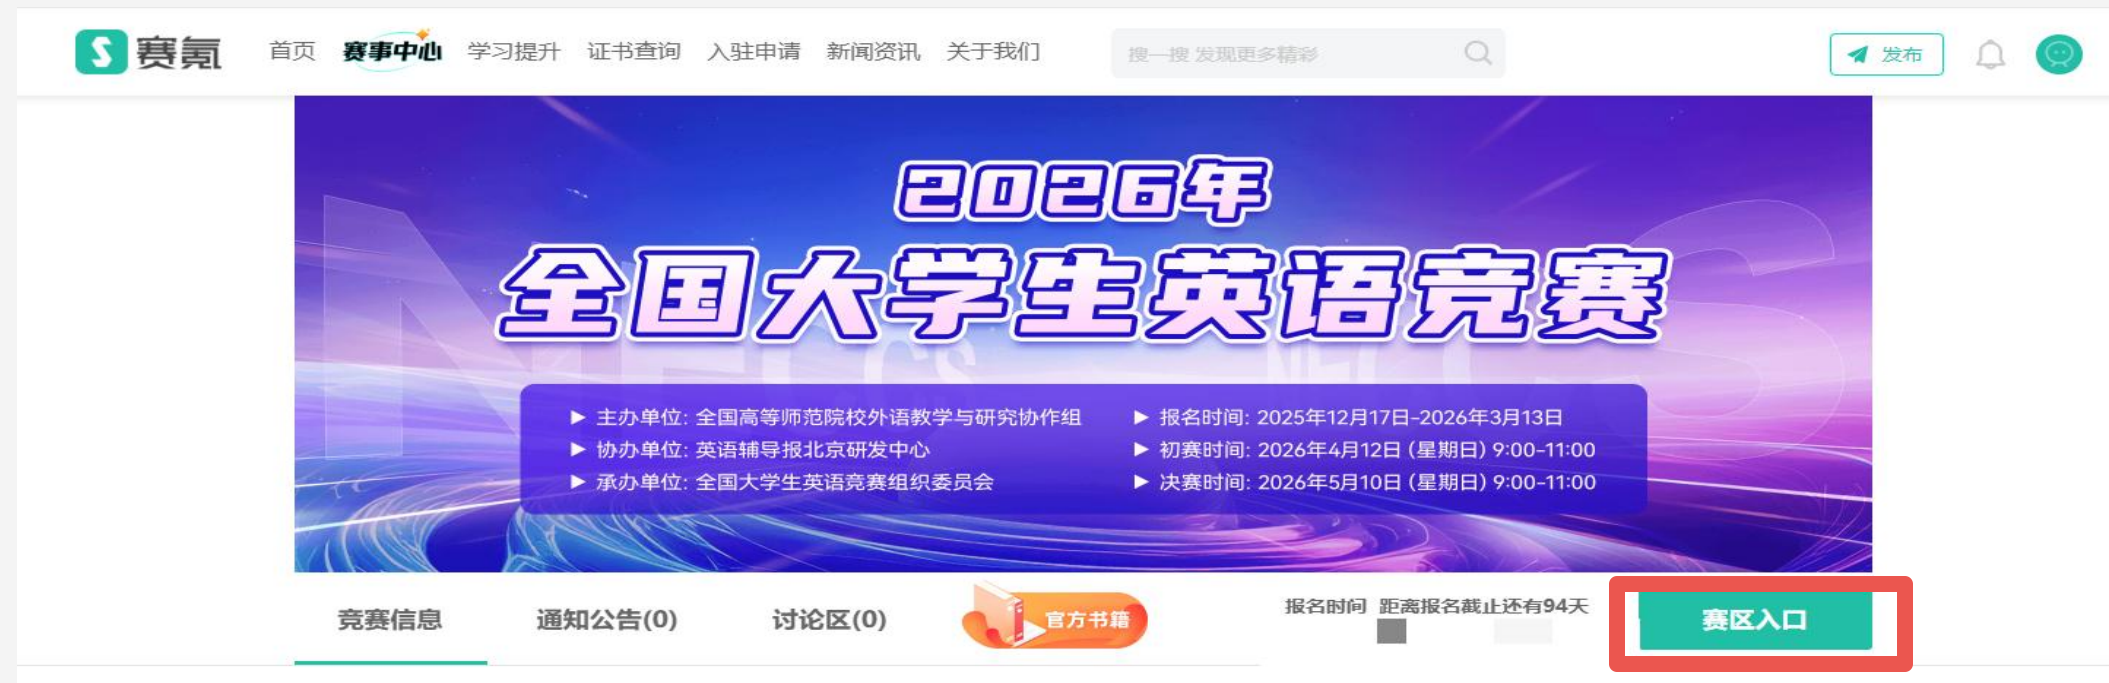 赛氪 首页 赛事中心 学习提升 证书查询 入驻申请 新闻资讯 关于我们 搜一搜 发现更多精彩 发布
2026年
全国大学生英语竞赛
▶ 主办单位: 全国高等师范院校外语教学与研究协作组
▶ 协办单位: 英语辅导报北京研发中心
▶ 承办单位: 全国大学生英语竞赛组织委员会
▶ 报名时间: 2025年12月17日-2026年3月13日
▶ 初赛时间: 2026年4月12日 (星期日) 9:00-11:00
▶ 决赛时间: 2026年5月10日 (星期日) 9:00-11:00
竞赛信息 通知公告(0) 讨论区(0) 官方书籍 报名时间 距离报名截止还有94天 赛区入口